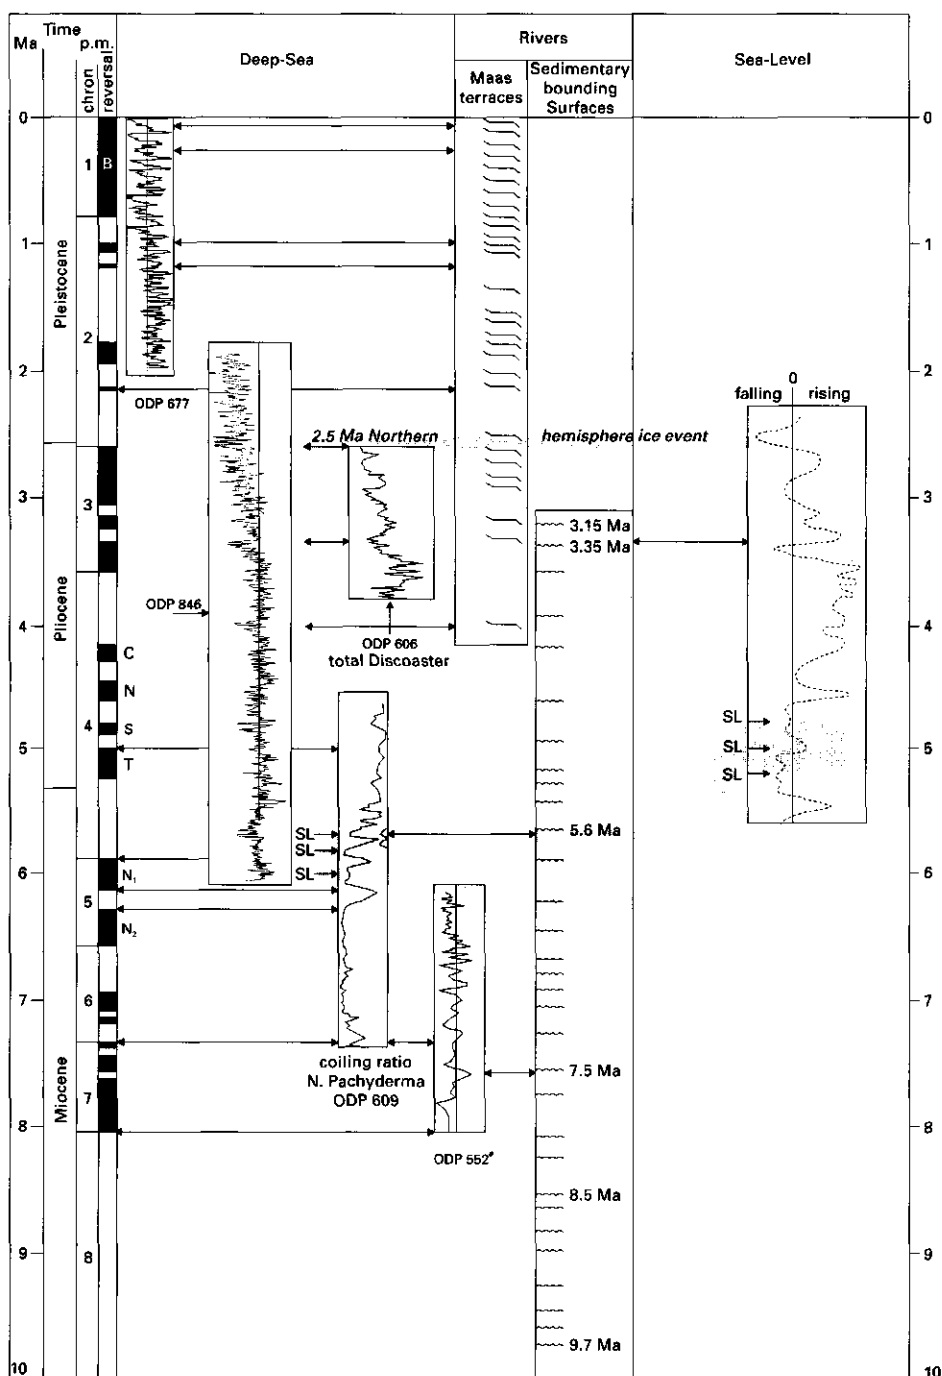 Time
Ma
p.m.
chron
reversal
Deep-Sea
Rivers
Maas
terraces
Sedimentary
bounding
Surfaces
Sea-Level
0
0
1
B
1
1
Pleistocene
2
2
2
ODP 677
0
falling rising
2.5 Ma Northern hemisphere ice event
3
3
3
3.15 Ma
3.35 Ma
Pliocene
ODP 846
4
4
ODP 606
total Discoaster
C
N
4
S
SL
5
SL
5
T
SL
SL
5.6 Ma
SL
6
N1
SL
6
5
N2
7
6
7
coiling ratio
N. Pachyderma
ODP 609
7.5 Ma
Miocene
7
8
8
ODP 552#
8.5 Ma
9
8
9
9.7 Ma
10
10